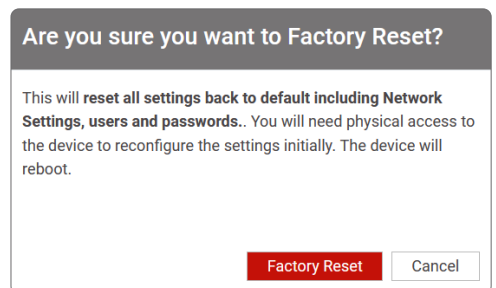 Are you sure you want to Factory Reset?
This will reset all settings back to default including Network
Settings, users and passwords.. You will need physical access to
the device to reconfigure the settings initially. The device will
reboot.
Factory Reset Cancel